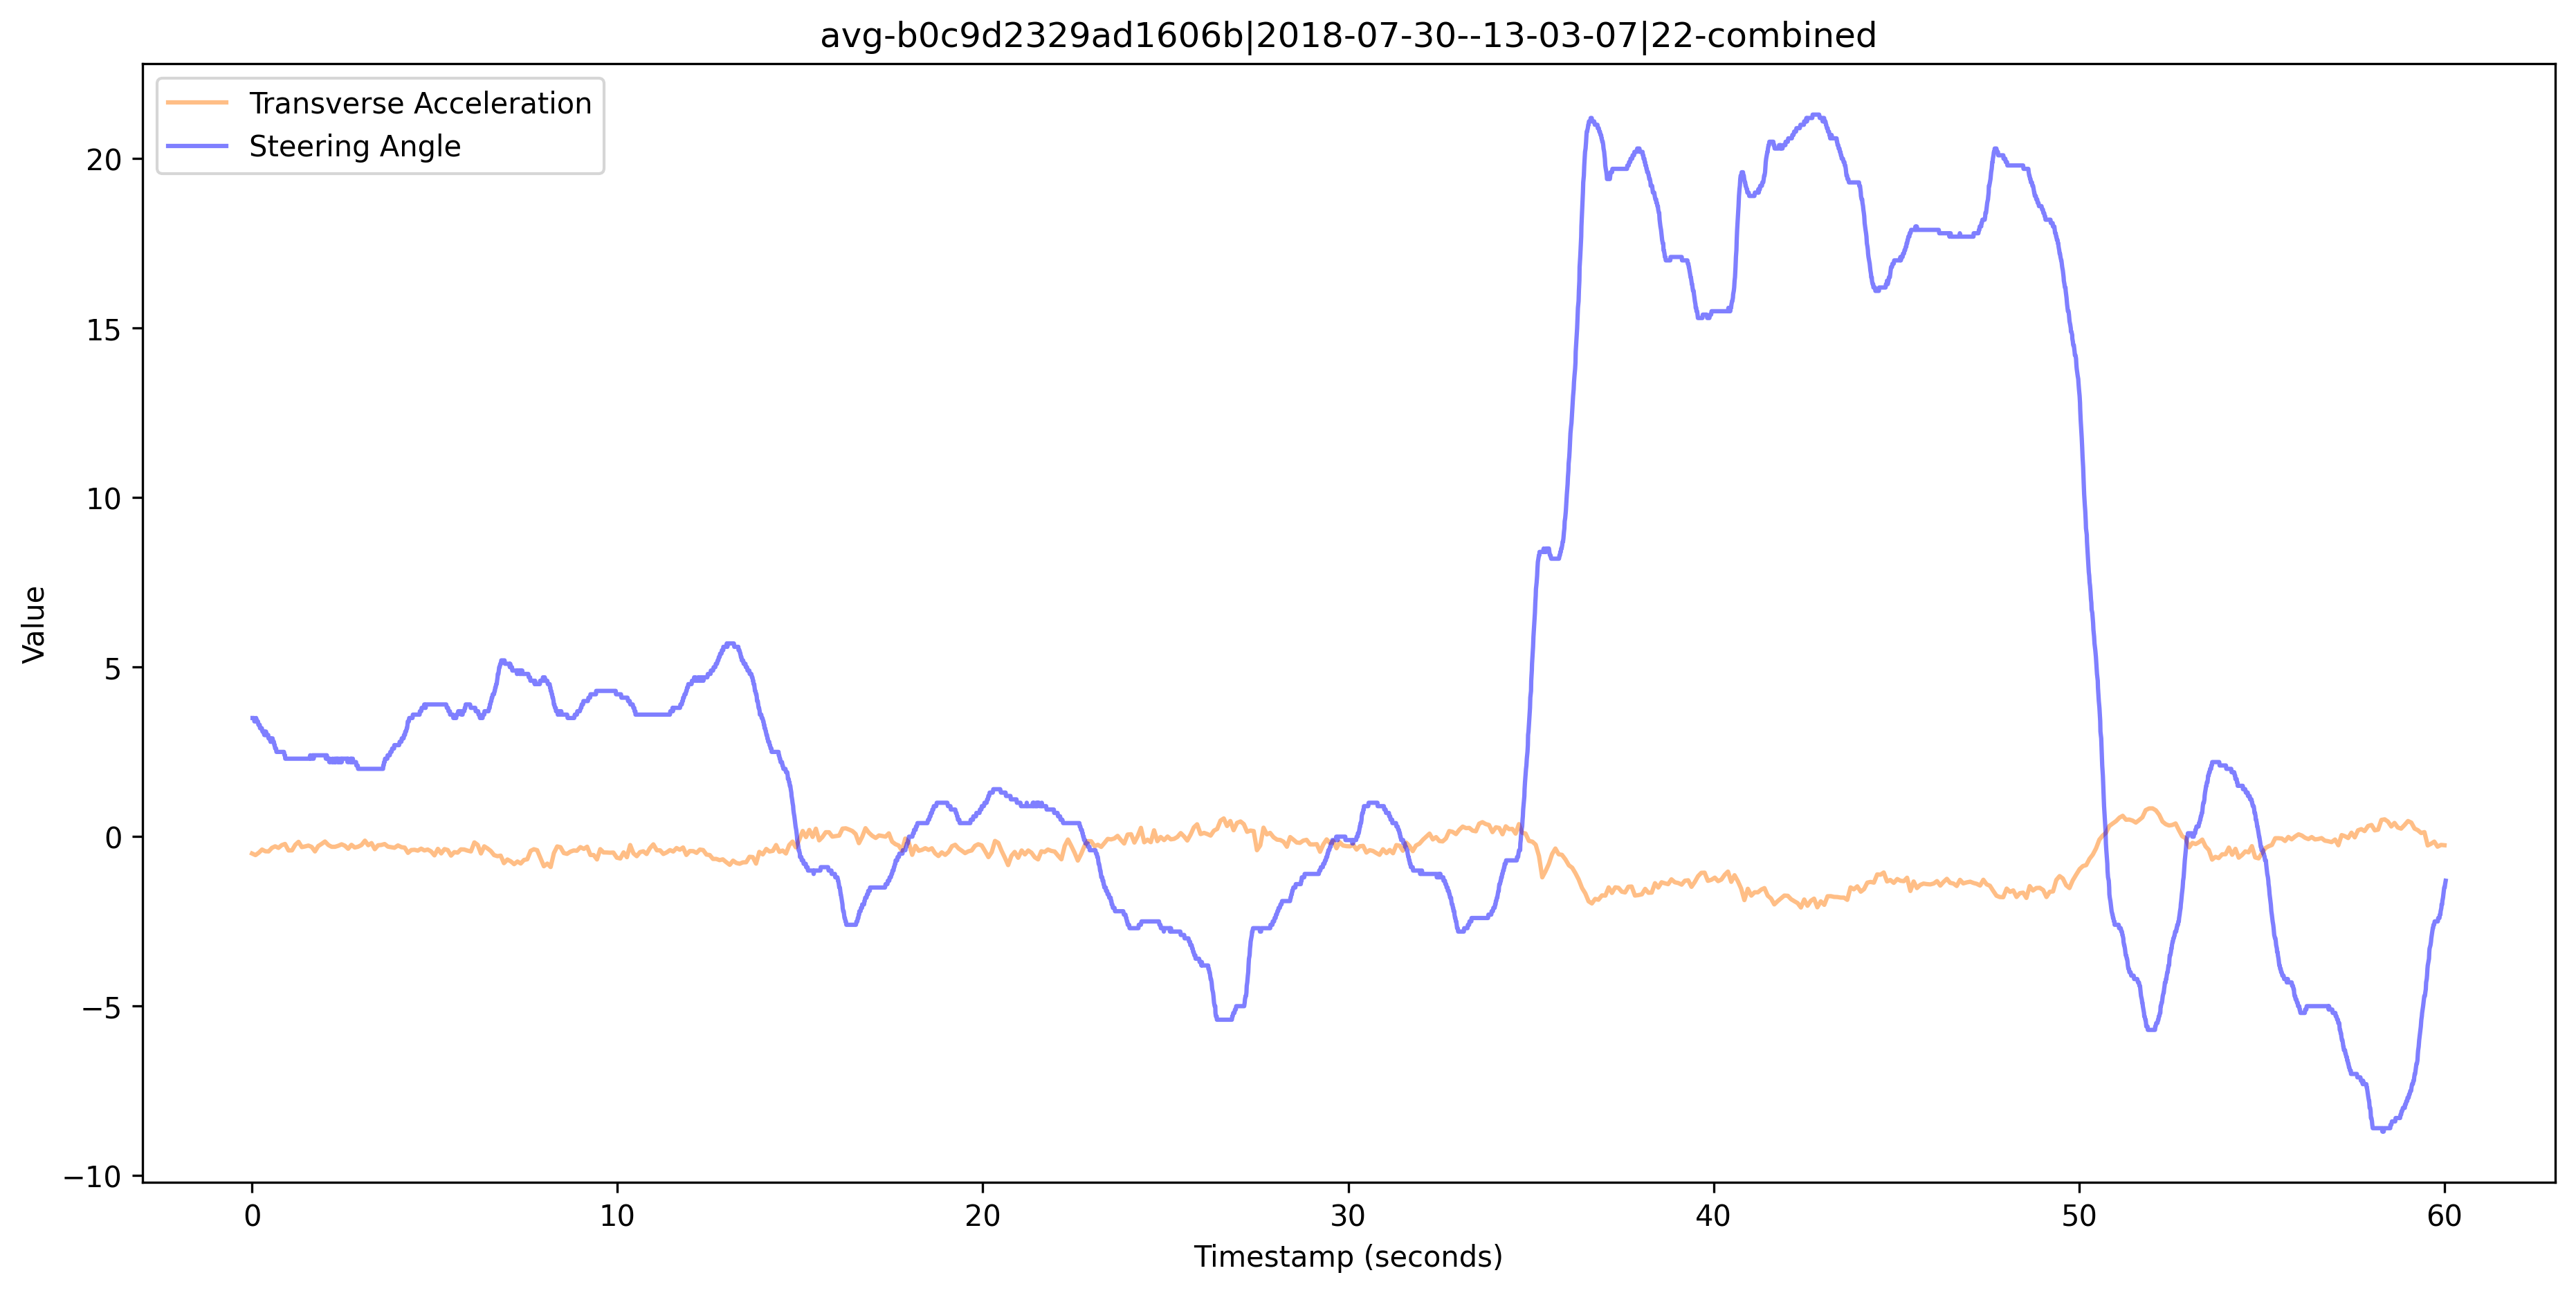 avg-b0c9d2329ad1606b|2018-07-30--13-03-07|22-combined
Transverse Acceleration
Steering Angle
20
15
10
5
0
−5
−10
Value
0 10 20 30 40 50 60
Timestamp (seconds)